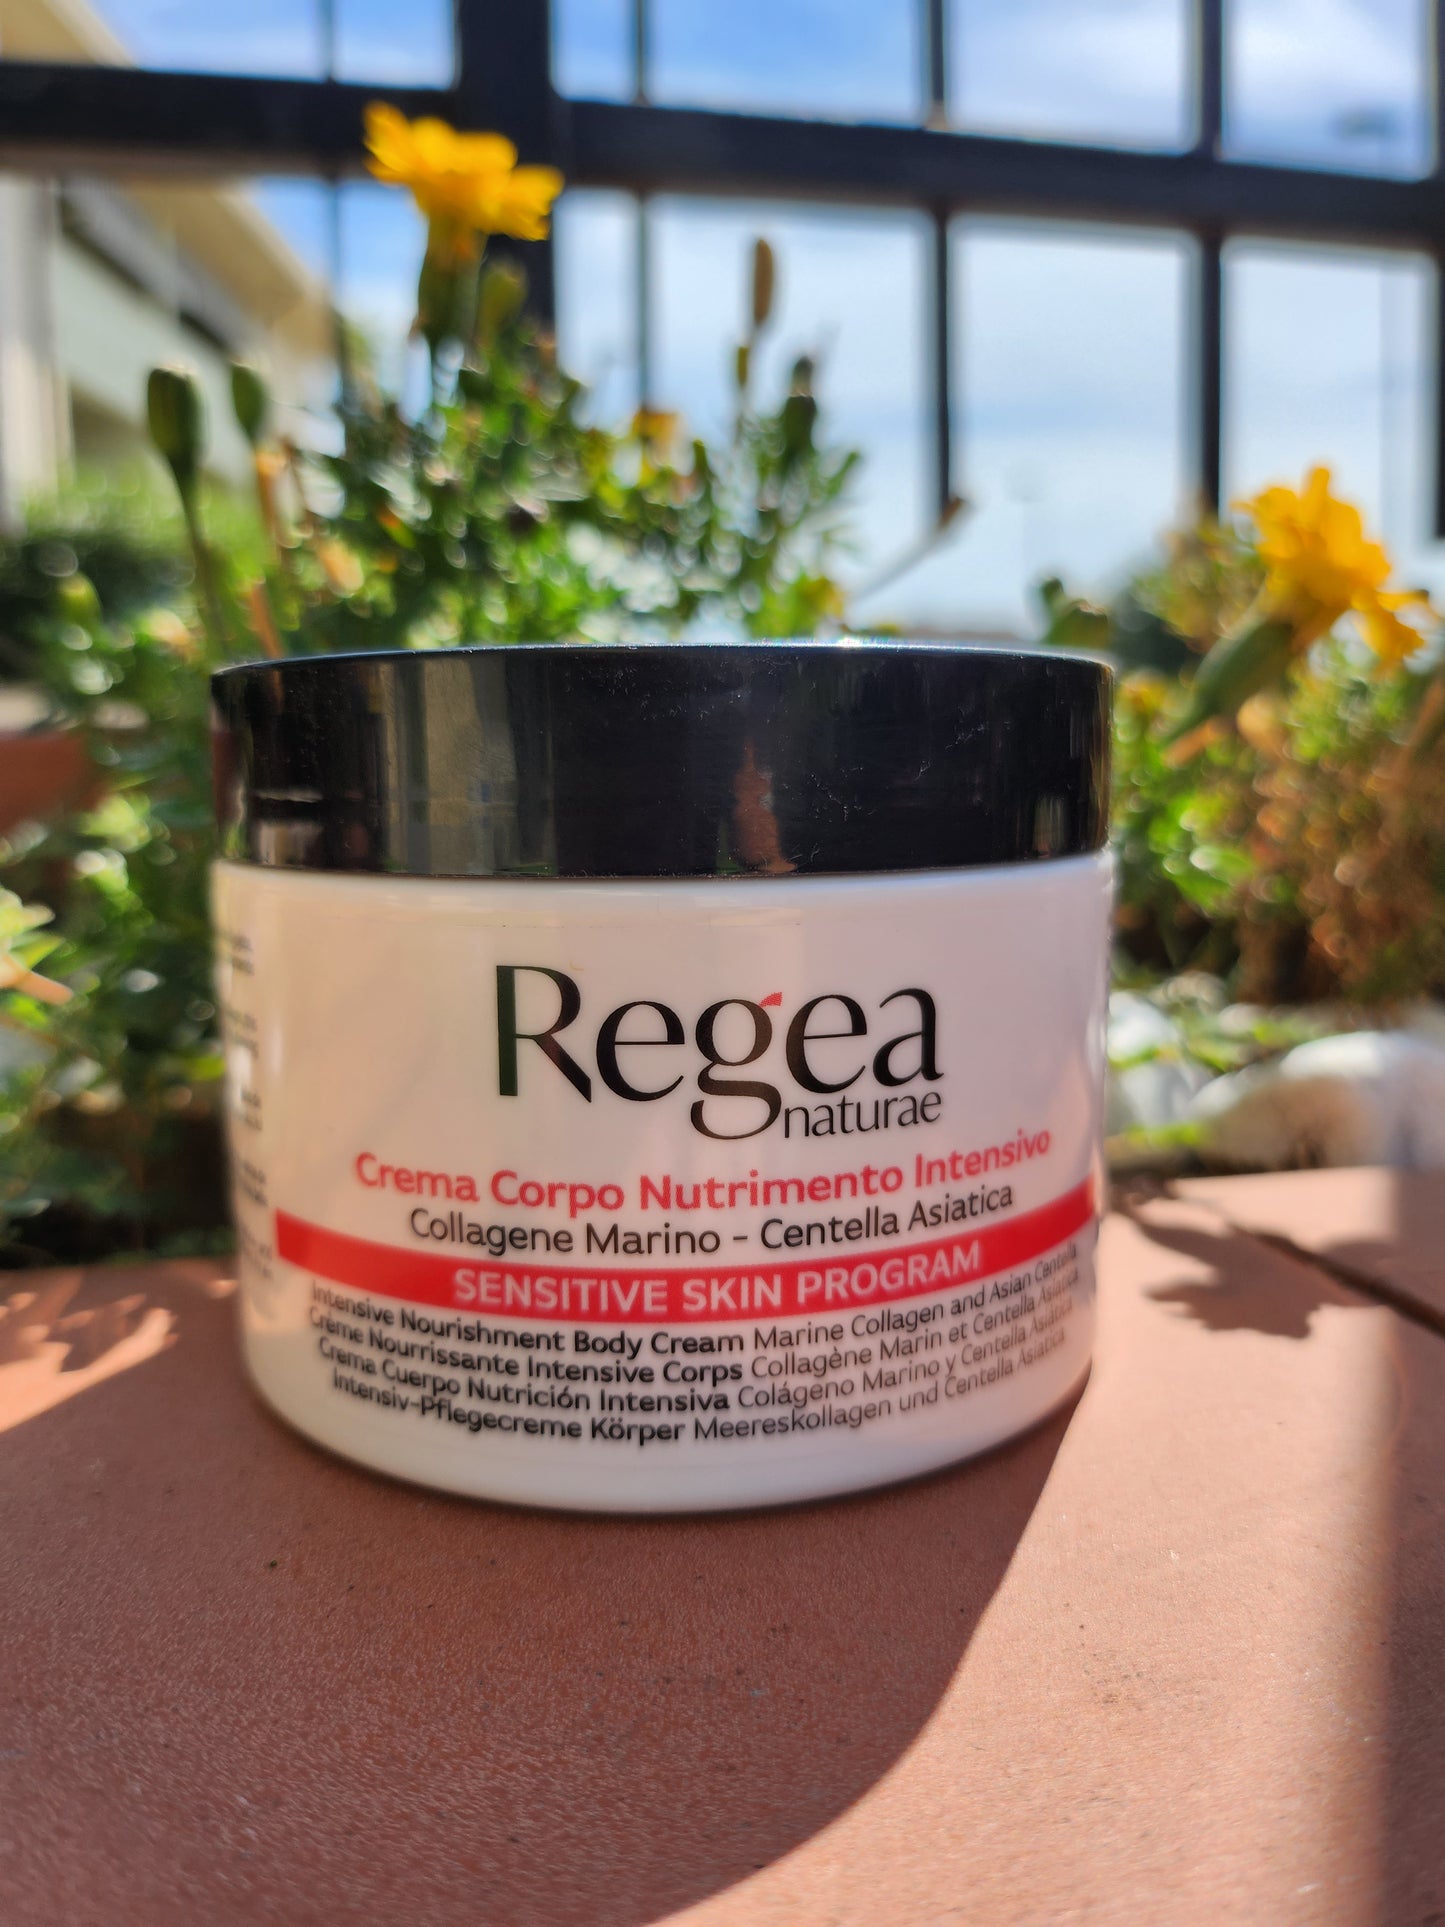 Regea
naturae
Crema Corpo Nutrimento Intensivo
Collagene Marino - Centella Asiatica
SENSITIVE SKIN PROGRAM
Intensive Nourishment Body Cream Marine Collagen and Asian Centella
Crème Nourrissante Intensive Corps Collagène Marin et Centella Asiatica
Crema Cuerpo Nutrición Intensiva Colágeno Marino y Centella Asiática
Intensiv-Pflegecreme Körper Meereskollagen und Centella Asiatica